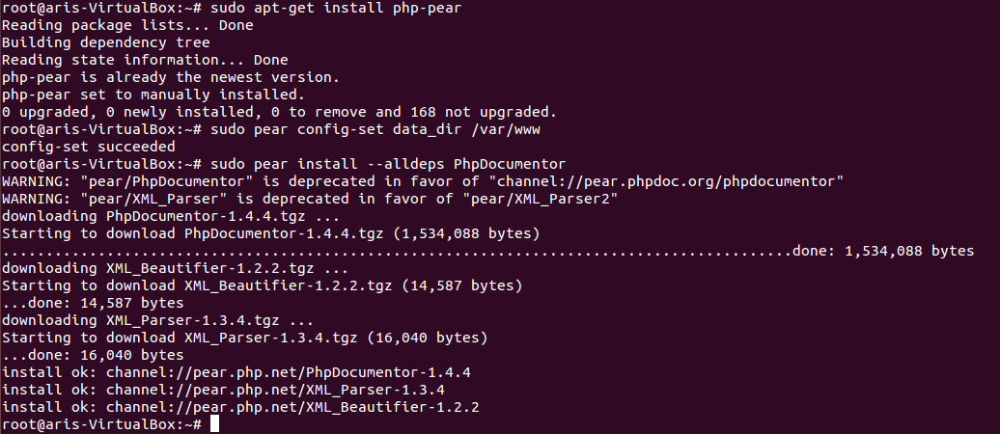 root@aris-VirtualBox:~# sudo apt-get install php-pear
Reading package lists... Done
Building dependency tree
Reading state information... Done
php-pear is already the newest version.
php-pear set to manually installed.
0 upgraded, 0 newly installed, 0 to remove and 168 not upgraded.
root@aris-VirtualBox:~# sudo pear config-set data_dir /var/www
config-set succeeded
root@aris-VirtualBox:~# sudo pear install --alldeps PhpDocumentor
WARNING: "pear/PhpDocumentor" is deprecated in favor of "channel://pear.phpdoc.org/phpdocumentor"
WARNING: "pear/XML_Parser" is deprecated in favor of "pear/XML_Parser2"
downloading PhpDocumentor-1.4.4.tgz ...
Starting to download PhpDocumentor-1.4.4.tgz (1,534,088 bytes)
...........................................................................................done: 1,534,088 bytes
downloading XML_Beautifier-1.2.2.tgz ...
Starting to download XML_Beautifier-1.2.2.tgz (14,587 bytes)
...done: 14,587 bytes
downloading XML_Parser-1.3.4.tgz ...
Starting to download XML_Parser-1.3.4.tgz (16,040 bytes)
...done: 16,040 bytes
install ok: channel://pear.php.net/PhpDocumentor-1.4.4
install ok: channel://pear.php.net/XML_Parser-1.3.4
install ok: channel://pear.php.net/XML_Beautifier-1.2.2
root@aris-VirtualBox:~#